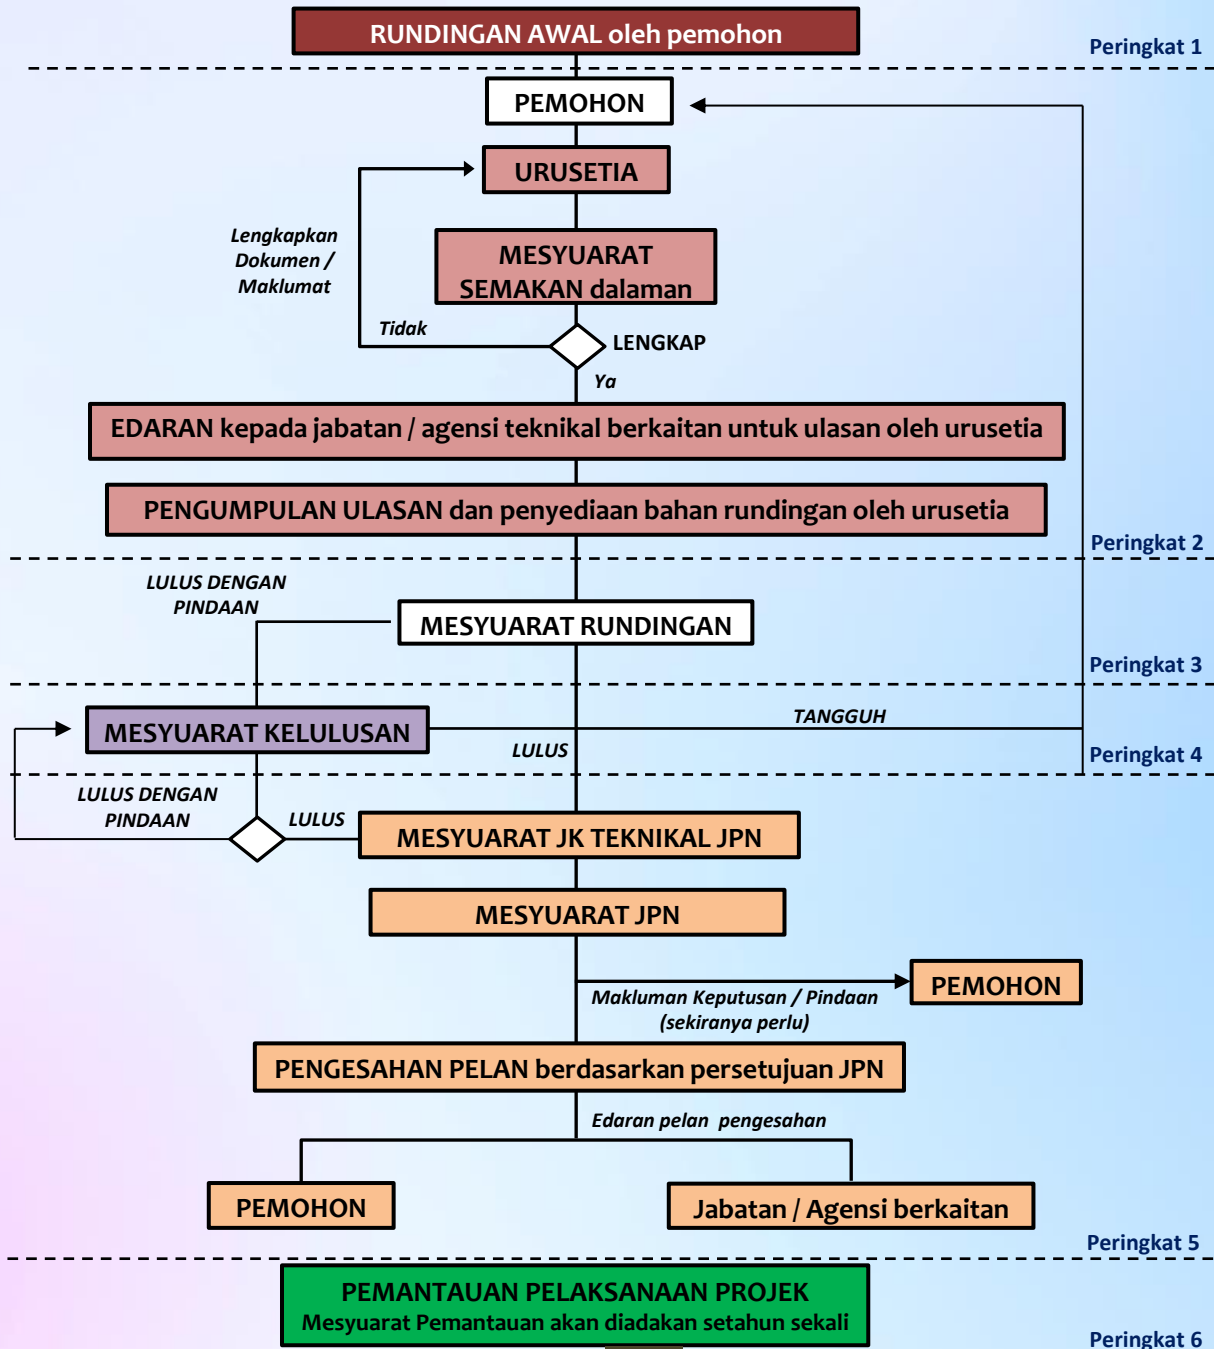 RUNDINGAN AWAL oleh pemohon
Peringkat 1
PEMOHON
URUSETIA
Lengkapkan
Dokumen /
Maklumat
MESYUARAT
SEMAKAN dalaman
Tidak
LENGKAP
Ya
EDARAN kepada jabatan / agensi teknikal berkaitan untuk ulasan oleh urusetia
PENGUMPULAN ULASAN dan penyediaan bahan rundingan oleh urusetia
Peringkat 2
LULUS DENGAN
PINDAAN
MESYUARAT RUNDINGAN
Peringkat 3
MESYUARAT KELULUSAN
TANGGUH
LULUS
Peringkat 4
LULUS DENGAN
PINDAAN
LULUS
MESYUARAT JK TEKNIKAL JPN
MESYUARAT JPN
PEMOHON
Makluman Keputusan / Pindaan
(sekiranya perlu)
PENGESAHAN PELAN berdasarkan persetujuan JPN
Edaran pelan pengesahan
PEMOHON
Jabatan / Agensi berkaitan
Peringkat 5
PEMANTAUAN PELAKSANAAN PROJEK
Mesyuarat Pemantauan akan diadakan setahun sekali
Peringkat 6